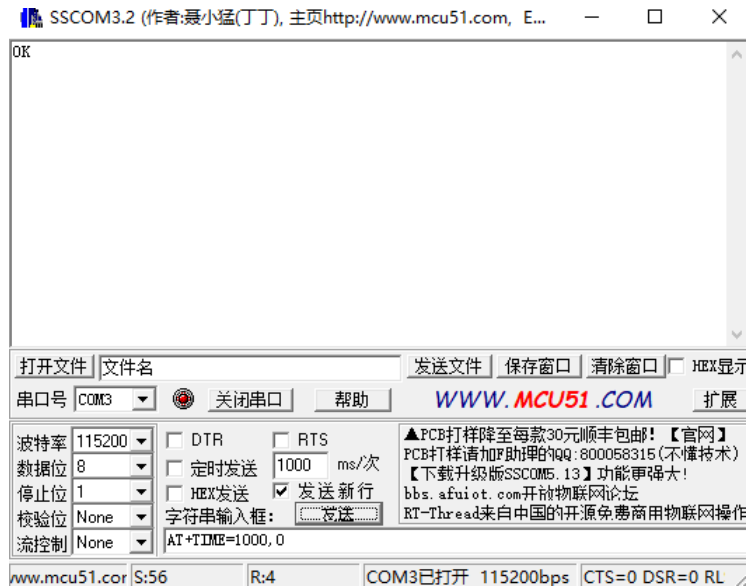 SSCOM3.2 (作者:聂小猛(丁丁), 主页http://www.mcu51.com, E...
OK
打开文件 文件名 发送文件 保存窗口 清除窗口 HEX显示
串口号 COM3 关闭串口 帮助 WWW.MCU51.COM 扩展
波特率 115200 DTR RTS
数据位 8 定时发送 1000 ms/次
停止位 1 HEX发送 发送新行
校验位 None 字符串输入框: 发送
流控制 None AT+TIME=1000,0
▲PCB打样降至每款30元顺丰包邮!【官网】
PCB打样请加F助理的QQ:800058315(不懂技术)
【下载升级版SSCOM5.13】功能更强大!
bbs.afuiot.com开放物联网论坛
RT-Thread来自中国的开源免费商用物联网操作
www.mcu51.cor S:56 R:4 COM3已打开 115200bps CTS=0 DSR=0 RL